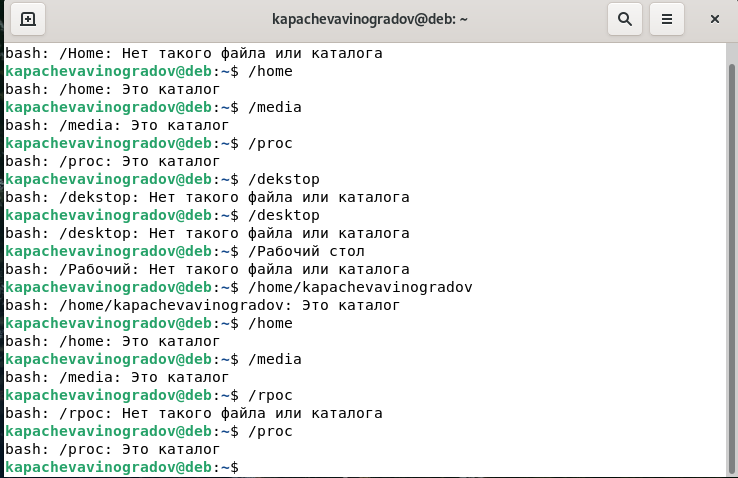 kapachevavinogradov@deb: ~
bash: /Home: Нет такого файла или каталога
kapachevavinogradov@deb:~$ /home
bash: /home: Это каталог
kapachevavinogradov@deb:~$ /media
bash: /media: Это каталог
kapachevavinogradov@deb:~$ /proc
bash: /proc: Это каталог
kapachevavinogradov@deb:~$ /dekstop
bash: /dekstop: Нет такого файла или каталога
kapachevavinogradov@deb:~$ /desktop
bash: /desktop: Нет такого файла или каталога
kapachevavinogradov@deb:~$ /Рабочий стол
bash: /Рабочий: Нет такого файла или каталога
kapachevavinogradov@deb:~$ /home/kapachevavinogradov
bash: /home/kapachevavinogradov: Это каталог
kapachevavinogradov@deb:~$ /home
bash: /home: Это каталог
kapachevavinogradov@deb:~$ /media
bash: /media: Это каталог
kapachevavinogradov@deb:~$ /rpoc
bash: /rpoc: Нет такого файла или каталога
kapachevavinogradov@deb:~$ /proc
bash: /proc: Это каталог
kapachevavinogradov@deb:~$